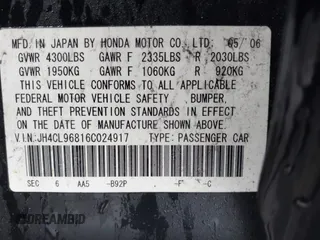 MFD. IN JAPAN BY HONDA MOTOR CO., LTD. 05/06
GVWR 4300LBS GAWR F 2335LBS R 2030LBS
GVWR 1950KG GAWR F 1060KG R 920KG
THIS VEHICLE CONFORMS TO ALL APPLICABLE
FEDERAL MOTOR VEHICLE SAFETY, BUMPER,
AND THEFT PREVENTION STANDARDS IN EFFECT
ON THE DATE OF MANUFACTURE SHOWN ABOVE.
V.I.N:JH4CL96816C024917 TYPE: PASSENGER CAR
SEC 6 AA5 -B92P -F -C
DREAMBID